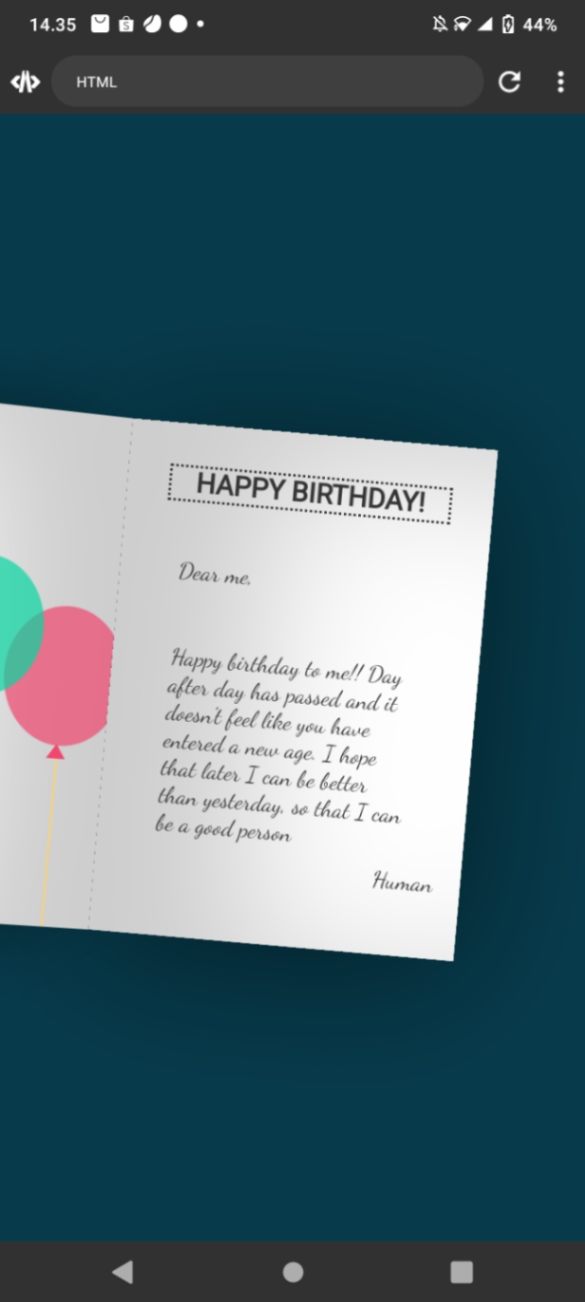 14.35
44%
HTML
HAPPY BIRTHDAY!
Dear me,
Happy birthday to me!! Day
after day has passed and it
doesn't feel like you have
entered a new age. I hope
that later I can be better
than yesterday, so that I can
be a good person
Human